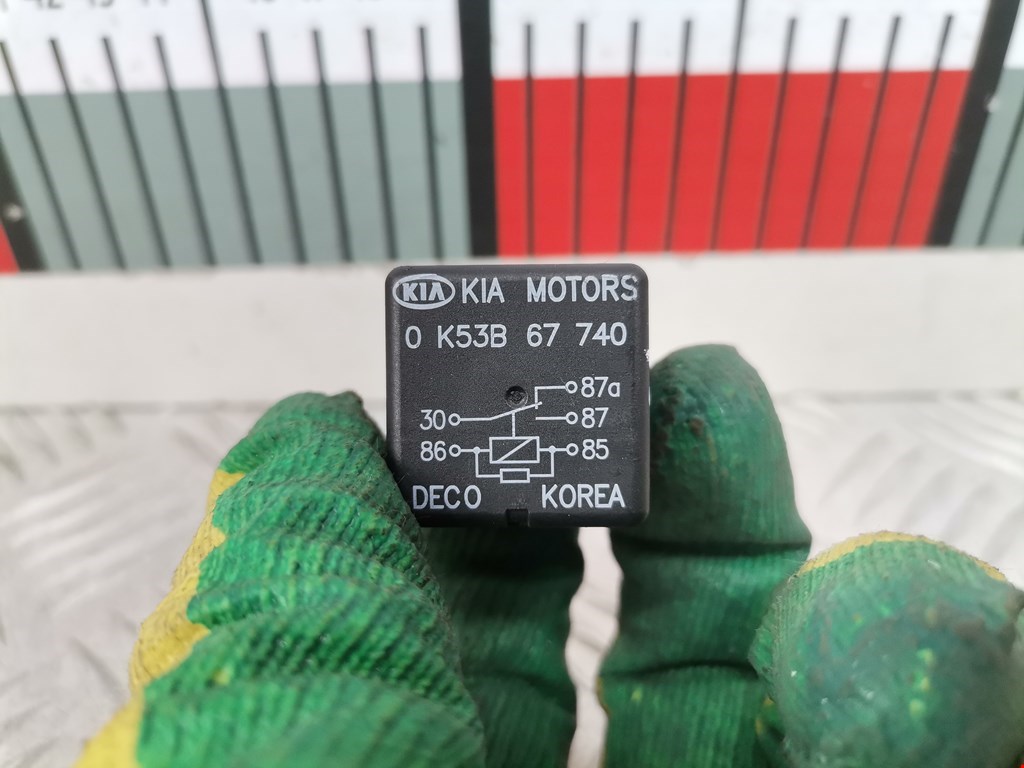 KIA KIA MOTORS
0 K53B 67 740
87a
30 87
86 85
DECO KOREA